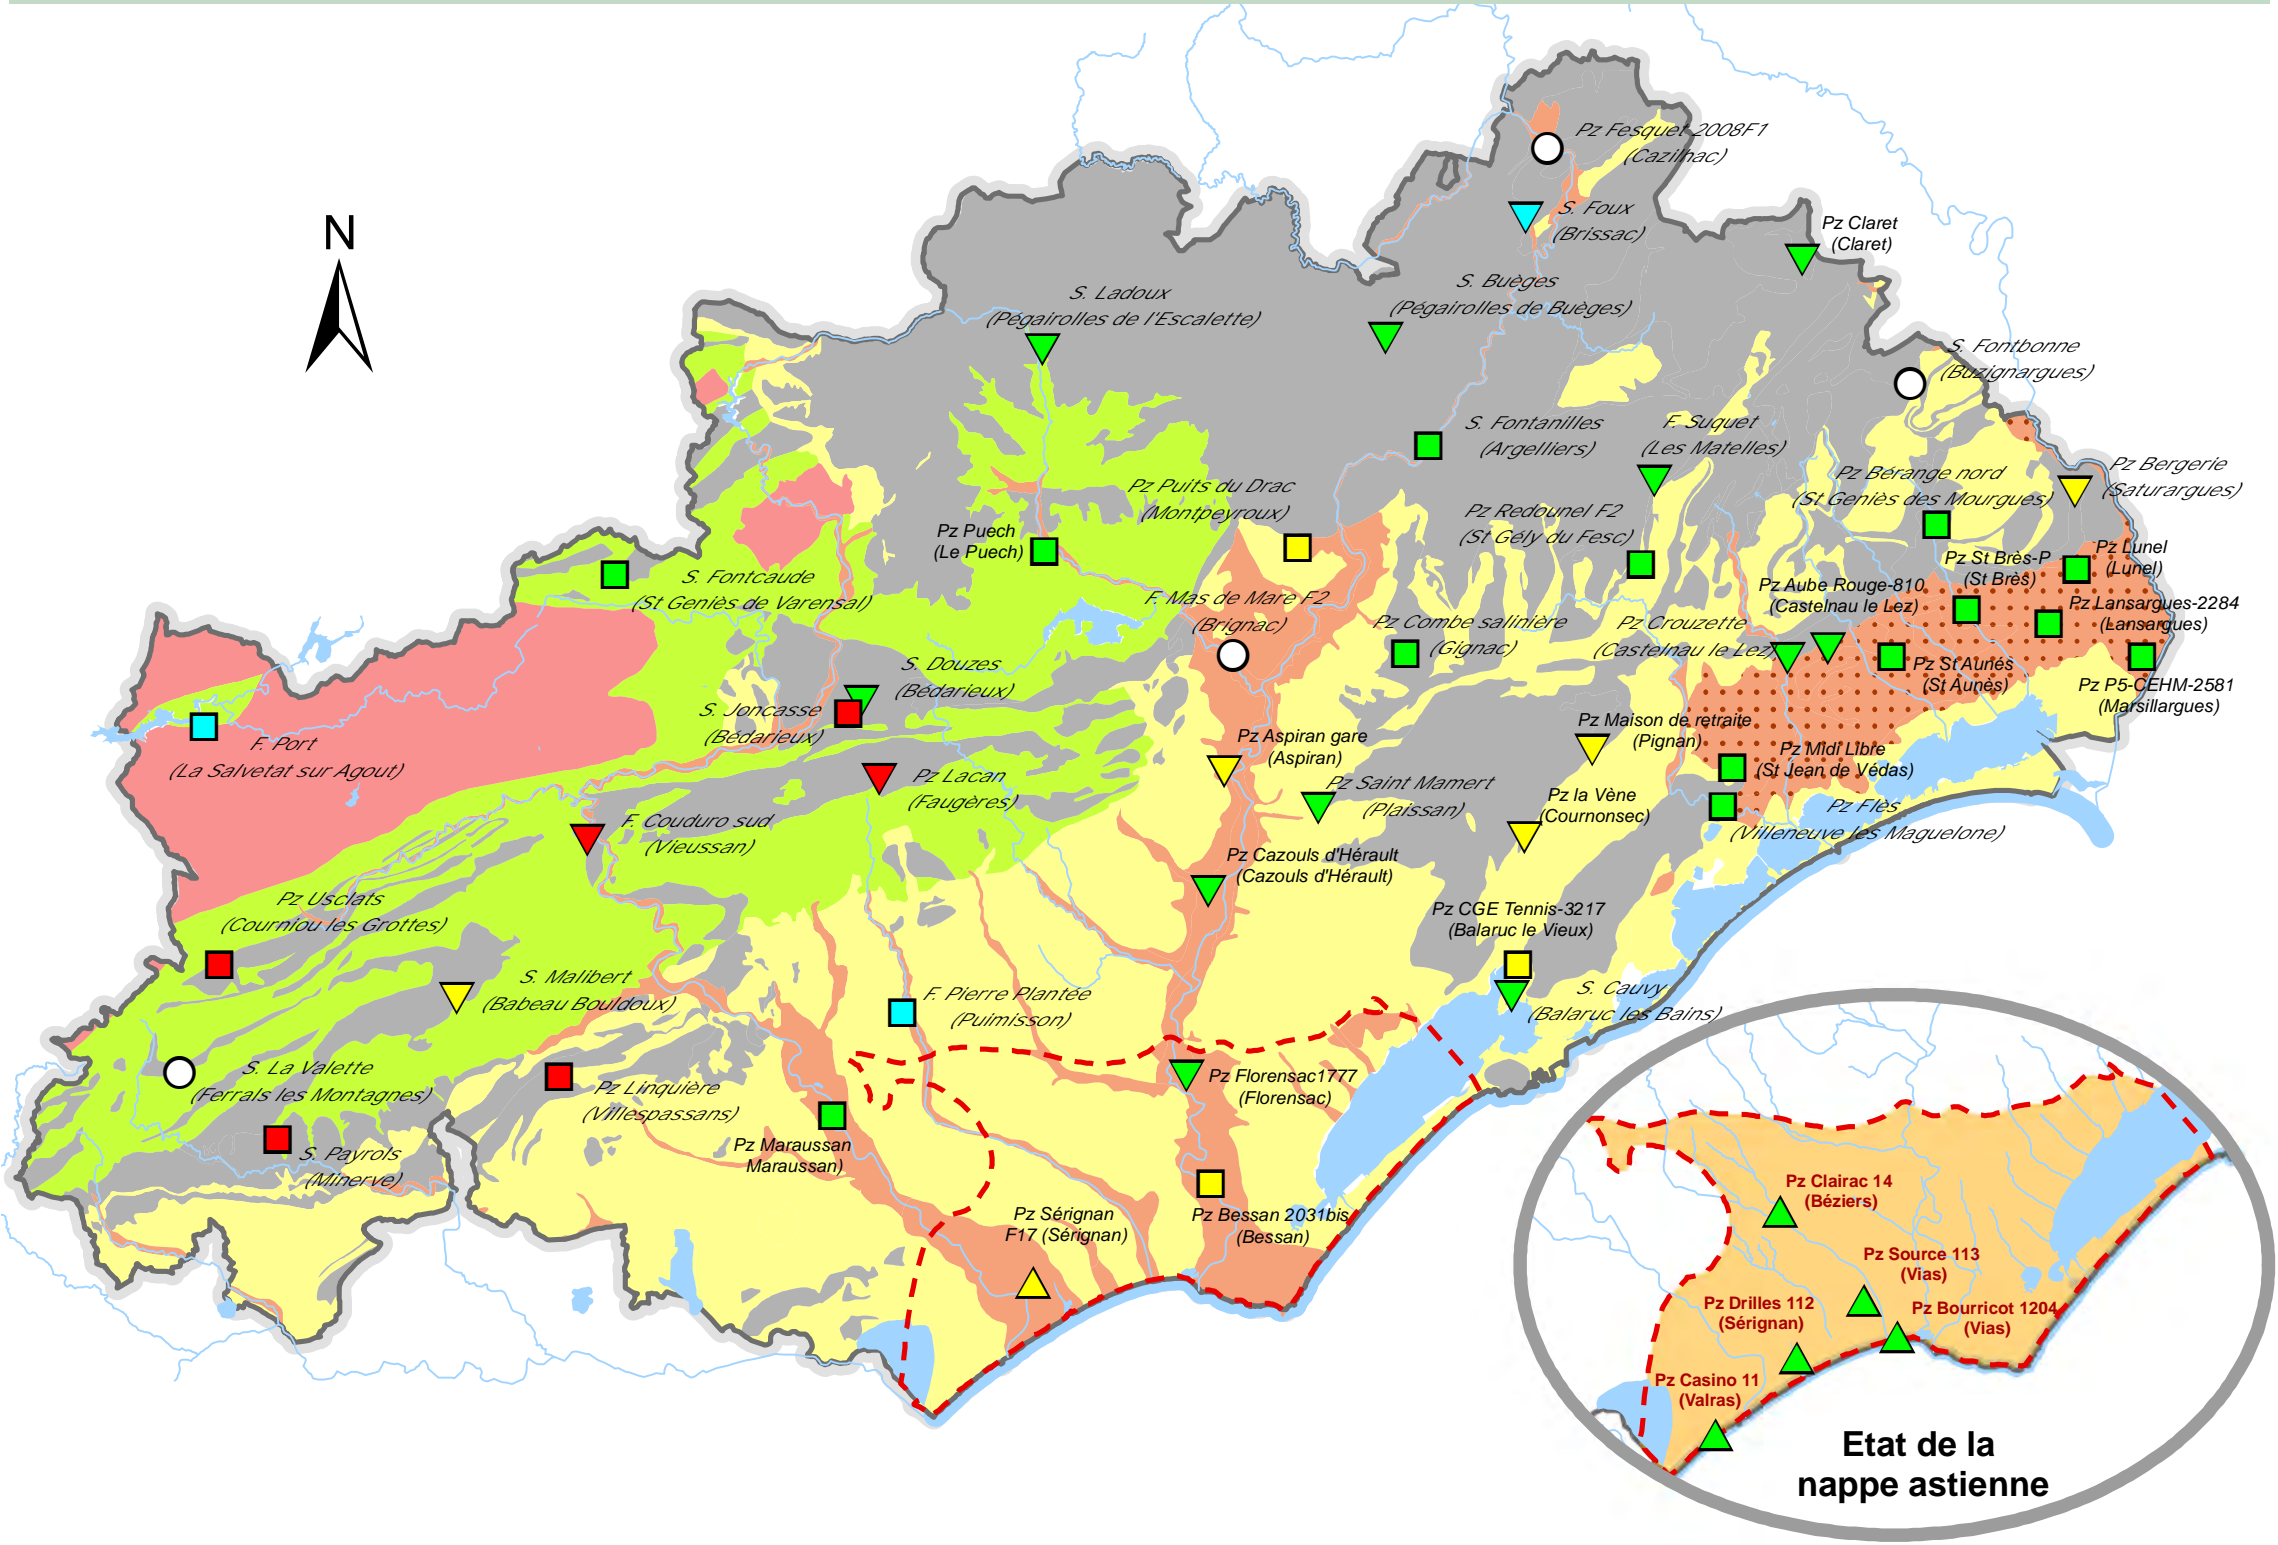 N
Pz Fesquet 2008F1
(Cazilhac)
S. Foux
(Brissac)
Pz Claret
(Claret)
S. Buèges
(Pégairolles de Buèges)
S. Ladoux
(Pégairolles de l'Escalette)
S. Fontbonne
(Buzignargues)
S. Fontanilles
(Argelliers)
F. Suquet
(Les Matelles)
Pz Bérange nord
(St Geniès des Mourgues)
Pz Bergerie
(Saturargues)
Pz Puits du Drac
(Montpeyroux)
Pz Redounel F2
(St Gély du Fesc)
Pz Puech
(Le Puech)
Pz St Brès-P
(St Brès)
Pz Lunel
(Lunel)
S. Fontcaude
(St Geniès de Varensal)
Pz Aube Rouge-810
(Castelnau le Lez)
Pz Lansargues-2284
(Lansargues)
F. Mas de Mare F2
(Brignac)
Pz Combe salinière
(Gignac)
Pz Crouzette
(Castelnau le Lez)
S. Douzes
(Bédarieux)
Pz St Aunés
(St Aunès)
Pz P5-CEHM-2581
(Marsillargues)
S. Joncasse
(Bédarieux)
Pz Maison de retraite
(Pignan)
F. Port
(La Salvetat sur Agout)
Pz Aspiran gare
(Aspiran)
Pz Midi Libre
(St Jean de Védas)
Pz Lacan
(Faugères)
Pz Saint Mamert
(Plaissan)
Pz la Vène
(Cournonsec)
Pz Flès
(Villeneuve les Maguelone)
F. Couduro sud
(Vieussan)
Pz Cazouls d'Hérault
(Cazouls d'Hérault)
Pz Usclats
(Courniou les Grottes)
Pz CGE Tennis-3217
(Balaruc le Vieux)
S. Malibert
(Babeau Bouldoux)
F. Pierre Plantée
(Puimisson)
S. Cauvy
(Balaruc les Bains)
S. La Valette
(Ferrals les Montagnes)
Pz Linquière
(Villespassans)
Pz Florensac1777
(Florensac)
S. Payrols
(Minerve)
Pz Maraussan
Maraussan)
Pz Sérignan
F17 (Sérignan)
Pz Bessan 2031bis
(Bessan)
Pz Clairac 14
(Béziers)
Pz Source 113
(Vias)
Pz Drilles 112
(Sérignan)
Pz Bourricot 1204
(Vias)
Pz Casino 11
(Valras)
Etat de la
nappe astienne